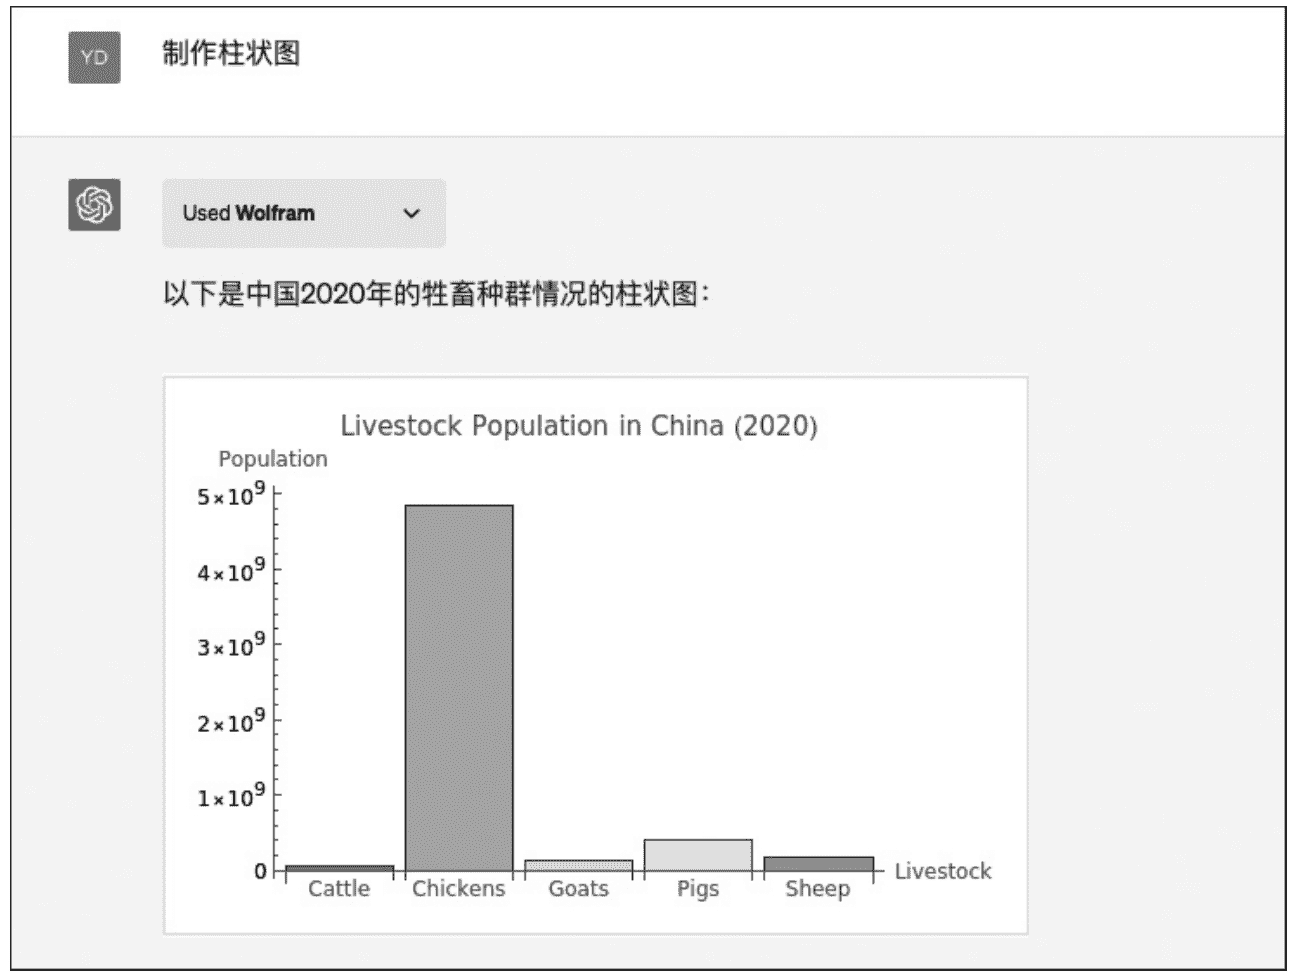 YD
制作柱状图
Used Wolfram
以下是中国2020年的牲畜种群情况的柱状图：
Livestock Population in China (2020)
Population
5×10⁹
4×10⁹
3×10⁹
2×10⁹
1×10⁹
0
Cattle Chickens Goats Pigs Sheep Livestock